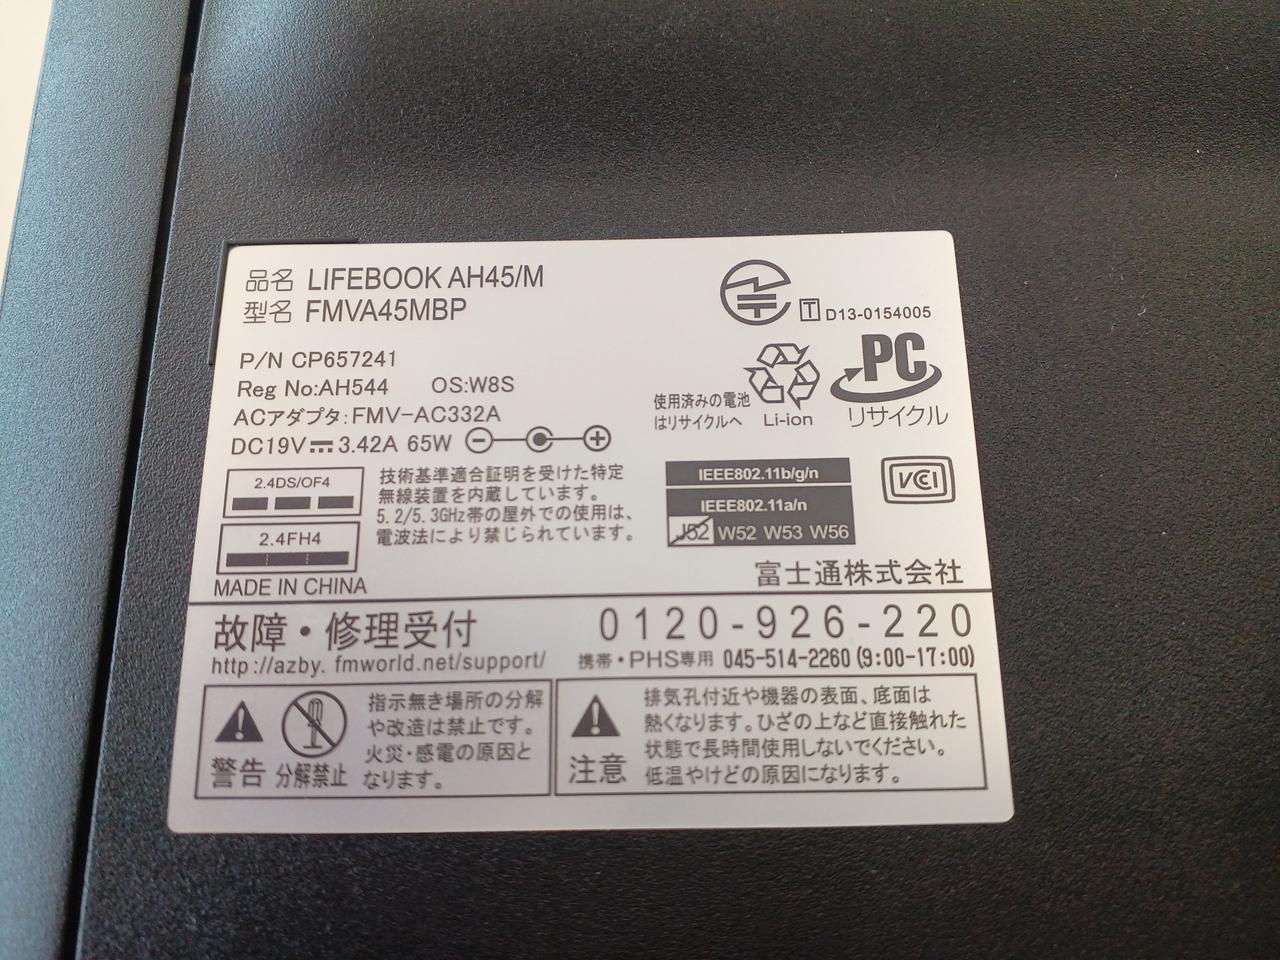 品名 LIFEBOOK AH45/M
型名 FMVA45MBP
T D13-0154005
P/N CP657241
Reg No:AH544 OS:W8S
ACアダプタ:FMV-AC332A
DC19V 3.42A 65W
使用済みの電池
はリサイクルへ
Li-ion
PC
リサイクル
2.4DS/OF4
2.4FH4
技術基準適合証明を受けた特定
無線装置を内蔵しています。
5.2/5.3GHz帯の屋外での使用は、
電波法により禁じられています。
IEEE802.11b/g/n
IEEE802.11a/n
J52 W52 W53 W56
VCI
MADE IN CHINA
富士通株式会社
故障・修理受付 0120-926-220
http://azby.fmworld.net/support/ 携帯・PHS専用 045-514-2260 (9:00-17:00)
警告
分解禁止
指示無き場所の分解
や改造は禁止です。
火災・感電の原因と
なります。
注意
排気孔付近や機器の表面、底面は
熱くなります。ひざの上など直接触れた
状態で長時間使用しないでください。
低温やけどの原因になります。